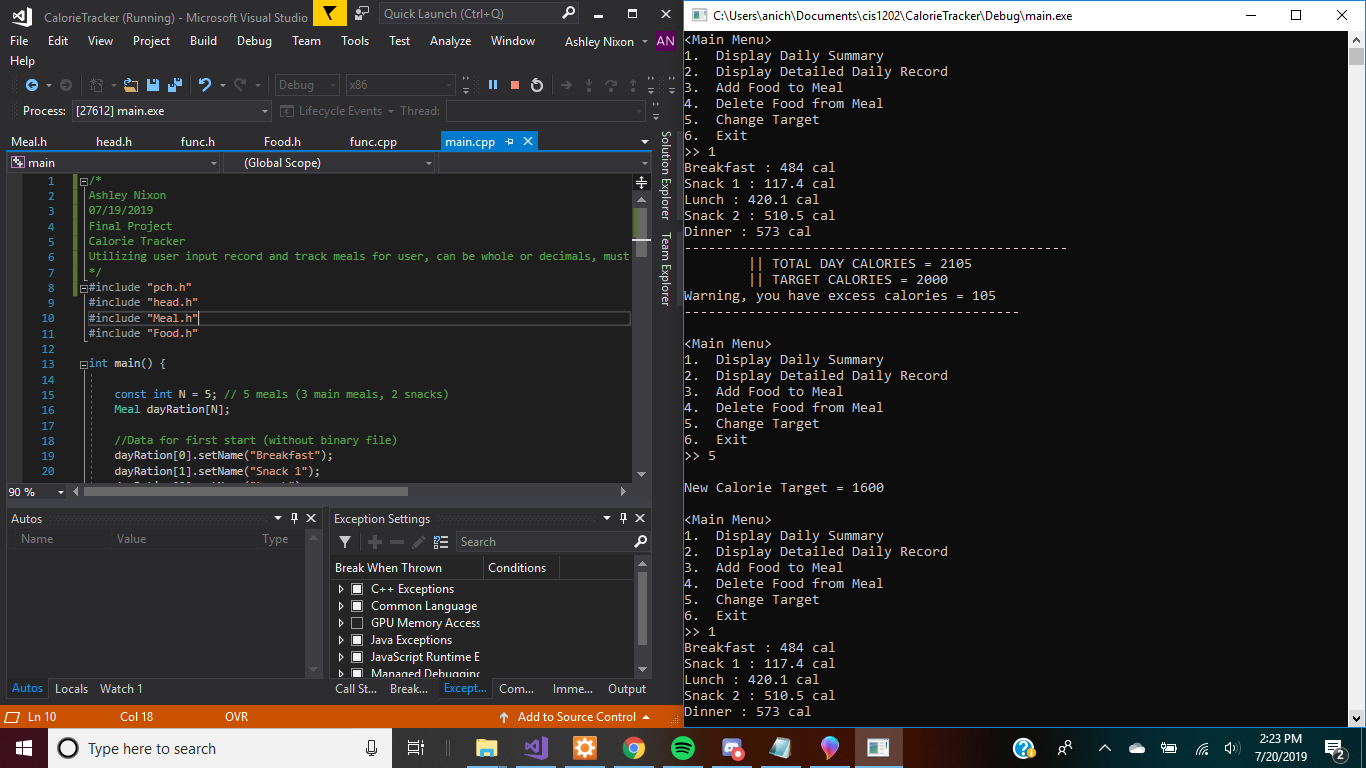 CalorieTracker (Running) - Microsoft Visual Studio
Quick Launch (Ctrl+Q)
File Edit View Project Build Debug Team Tools Test Analyze Window Ashley Nixon AN
Help
Debug x86
Process: [27612] main.exe Lifecycle Events Thread:
Meal.h head.h func.h Food.h func.cpp main.cpp
main (Global Scope)
1 /*
2 Ashley Nixon
3 07/19/2019
4 Final Project
5 Calorie Tracker
6 Utilizing user input record and track meals for user, can be whole or decimals, must
7 */
8 #include "pch.h"
9 #include "head.h"
10 #include "Meal.h"
11 #include "Food.h"
12
13 int main() {
14
15 const int N = 5; // 5 meals (3 main meals, 2 snacks)
16 Meal dayRation[N];
17
18 //Data for first start (without binary file)
19 dayRation[0].setName("Breakfast");
20 dayRation[1].setName("Snack 1");
90 %
Solution Explorer
Team Explorer
Autos
Name Value Type
Autos Locals Watch 1
Exception Settings
Search
Break When Thrown Conditions
C++ Exceptions
Common Language
GPU Memory Access
Java Exceptions
JavaScript Runtime E
Managed Debugging
Call St... Break... Except... Com... Imme... Output
Ln 10 Col 18 OVR Add to Source Control
C:\Users\anich\Documents\cis1202\CalorieTracker\Debug\main.exe
<Main Menu>
1. Display Daily Summary
2. Display Detailed Daily Record
3. Add Food to Meal
4. Delete Food from Meal
5. Change Target
6. Exit
>> 1
Breakfast : 484 cal
Snack 1 : 117.4 cal
Lunch : 420.1 cal
Snack 2 : 510.5 cal
Dinner : 573 cal
------------------------------------------------
|| TOTAL DAY CALORIES = 2105
|| TARGET CALORIES = 2000
Warning, you have excess calories = 105
------------------------------------------
<Main Menu>
1. Display Daily Summary
2. Display Detailed Daily Record
3. Add Food to Meal
4. Delete Food from Meal
5. Change Target
6. Exit
>> 5
New Calorie Target = 1600
<Main Menu>
1. Display Daily Summary
2. Display Detailed Daily Record
3. Add Food to Meal
4. Delete Food from Meal
5. Change Target
6. Exit
>> 1
Breakfast : 484 cal
Snack 1 : 117.4 cal
Lunch : 420.1 cal
Snack 2 : 510.5 cal
Dinner : 573 cal
Type here to search
2:23 PM
7/20/2019
2